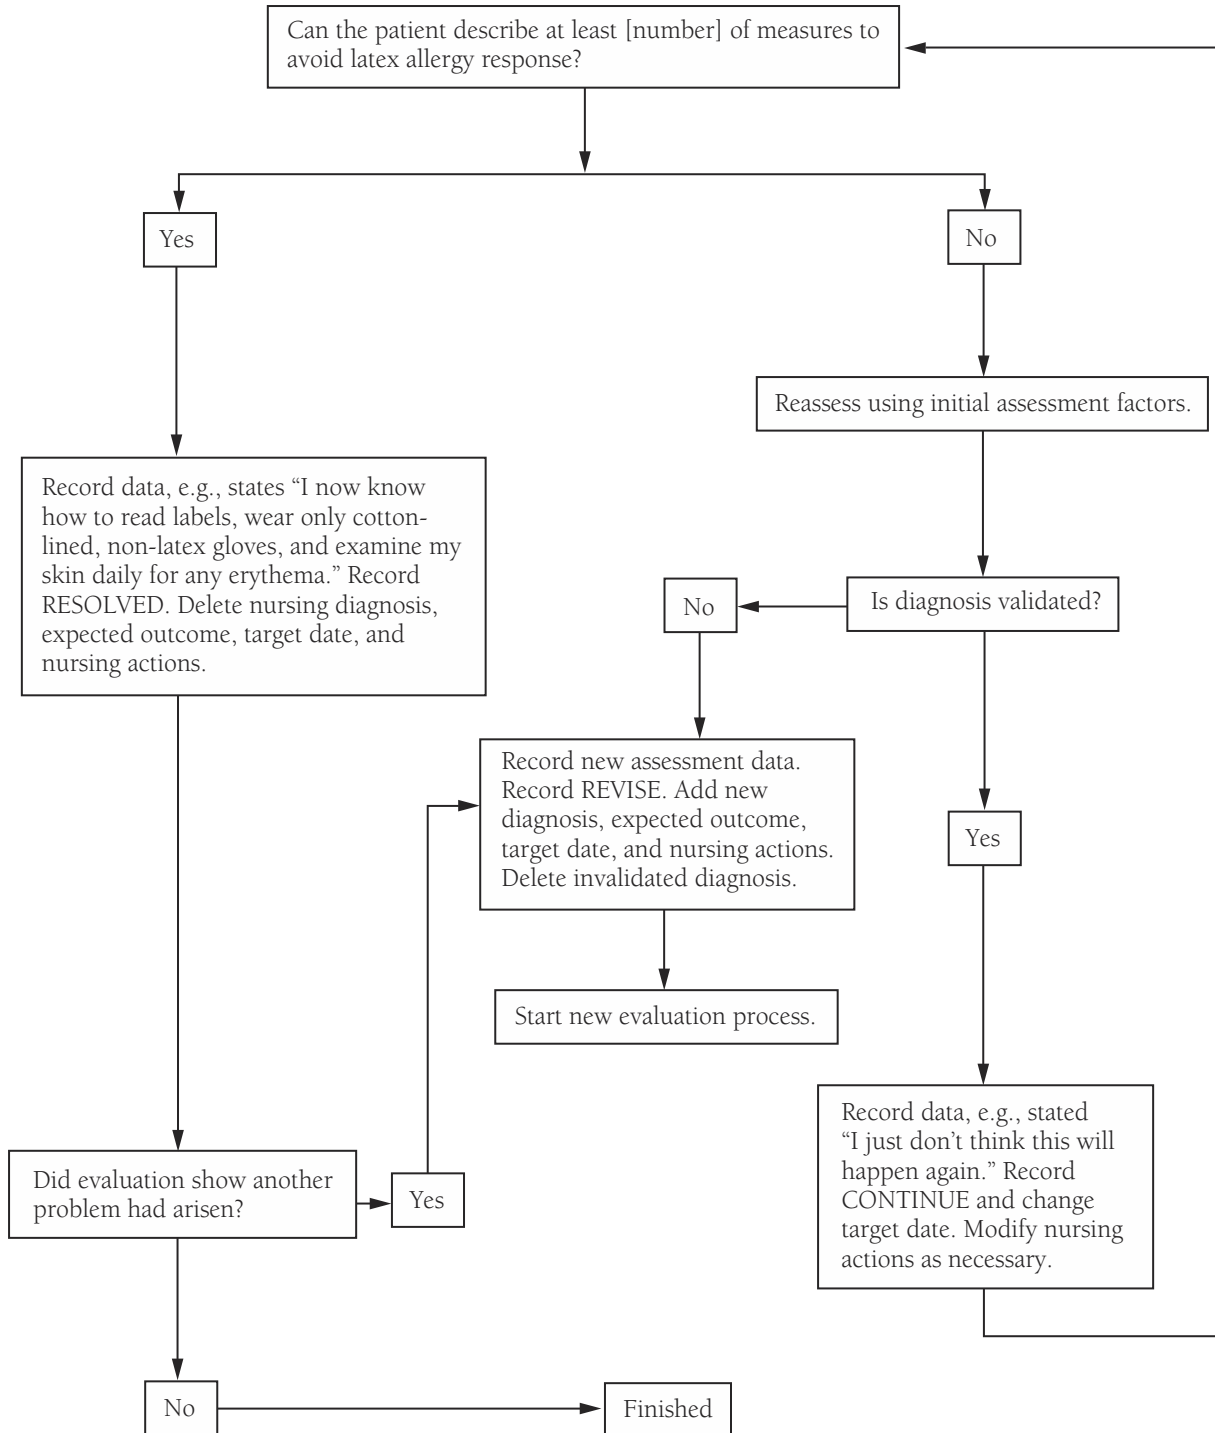 Can the patient describe at least [number] of measures to
avoid latex allergy response?
Yes
No
Reassess using initial assessment factors.
Record data, e.g., states “I now know
how to read labels, wear only cotton-
lined, non-latex gloves, and examine my
skin daily for any erythema.” Record
RESOLVED. Delete nursing diagnosis,
expected outcome, target date, and
nursing actions.
No
Is diagnosis validated?
Record new assessment data.
Record REVISE. Add new
diagnosis, expected outcome,
target date, and nursing actions.
Delete invalidated diagnosis.
Yes
Start new evaluation process.
Record data, e.g., stated
“I just don’t think this will
happen again.” Record
CONTINUE and change
target date. Modify nursing
actions as necessary.
Did evaluation show another
problem had arisen?
Yes
No
Finished